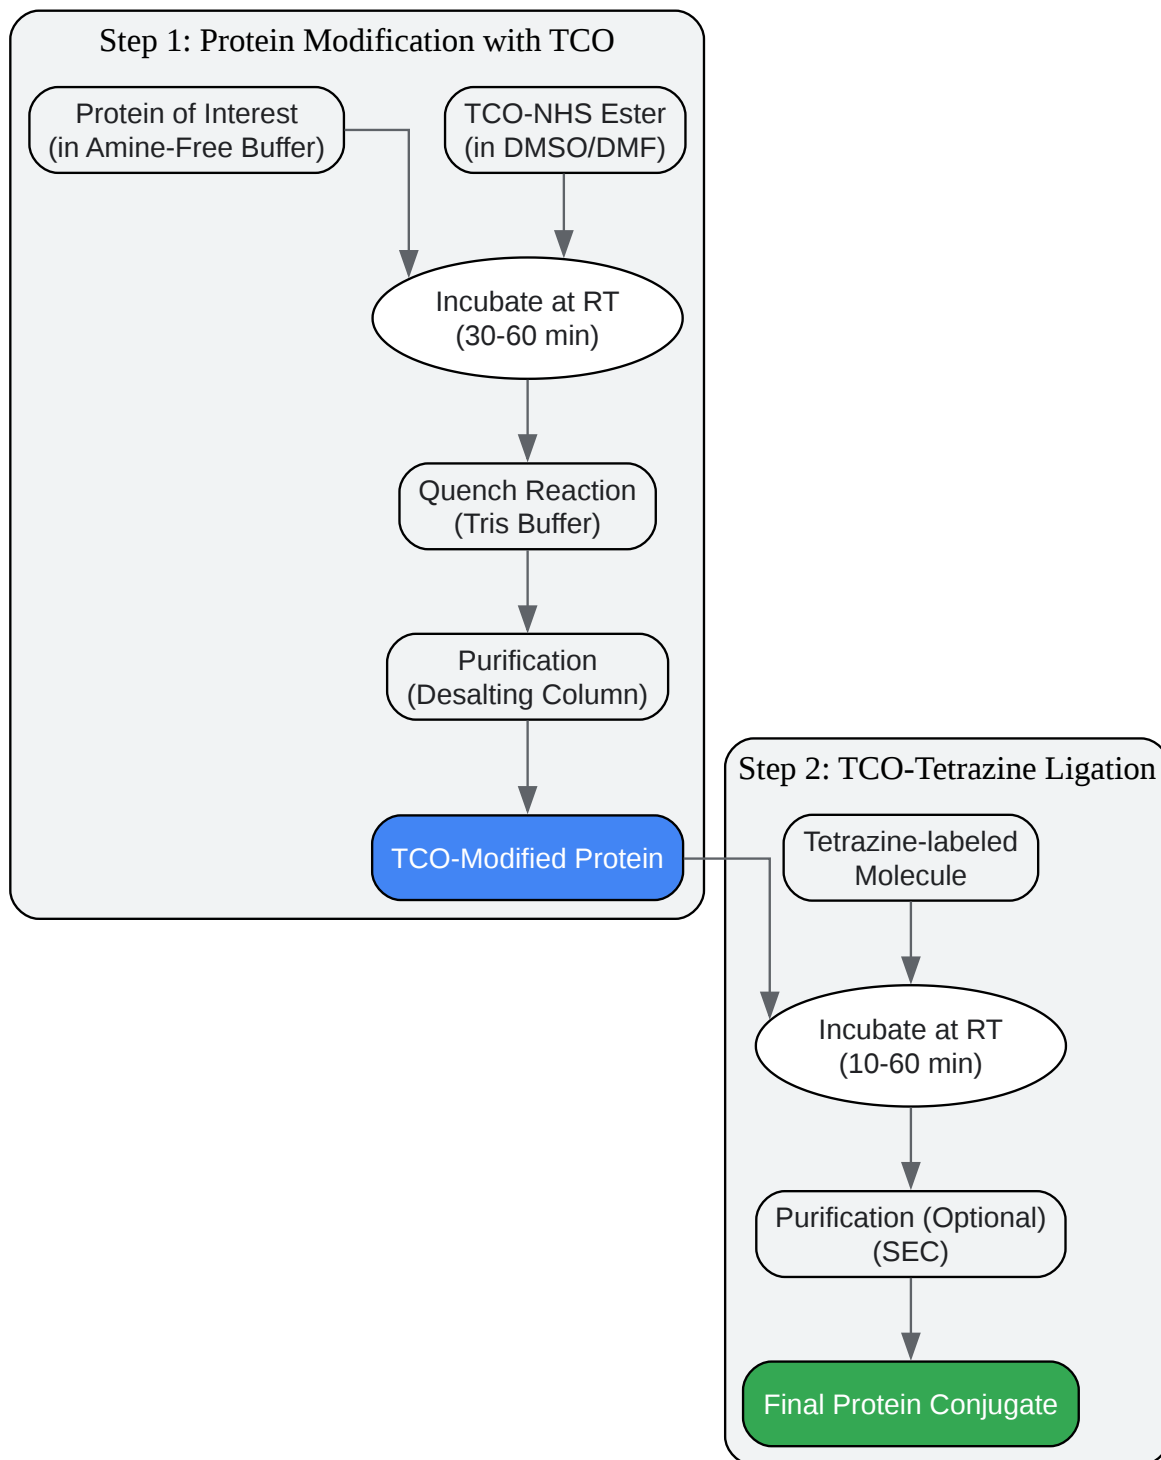 Step 1: Protein Modification with TCO
Protein of Interest
(in Amine-Free Buffer)
TCO-NHS Ester
(in DMSO/DMF)
Incubate at RT
(30-60 min)
Quench Reaction
(Tris Buffer)
Purification
(Desalting Column)
TCO-Modified Protein
Step 2: TCO-Tetrazine Ligation
Tetrazine-labeled
Molecule
Incubate at RT
(10-60 min)
Purification (Optional)
(SEC)
Final Protein Conjugate